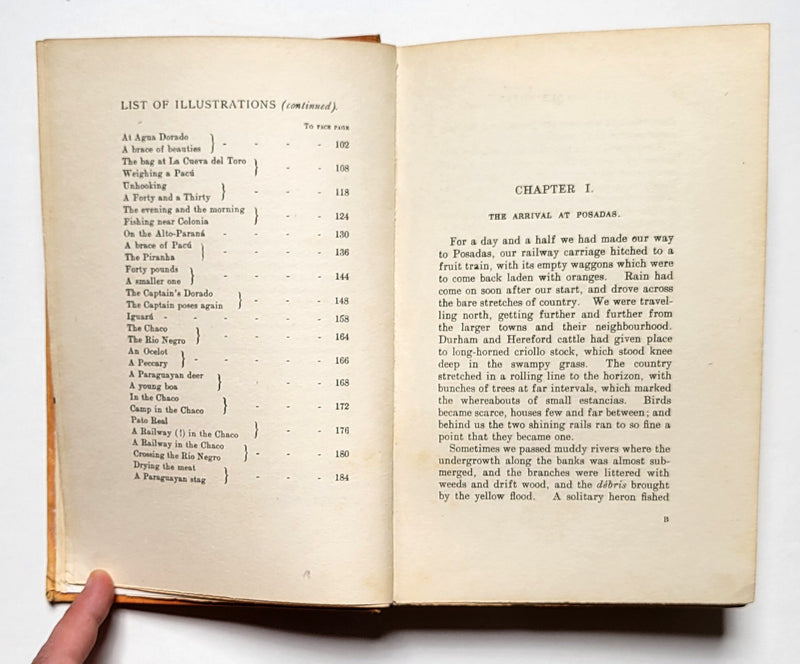 LIST OF ILLUSTRATIONS (continued).
TO FACE PAGE
At Agua Dorado
A brace of beauties } - - - - 102
The bag at La Cueva del Toro
Weighing a Pacú } - - - 108
Unhooking
A Forty and a Thirty } - - - - 118
The evening and the morning
Fishing near Colonia } - - - 124
On the Alto-Paraná - - - - 130
A brace of Pacú
The Piranha } - - - - 136
Forty pounds
A smaller one } - - - - 144
The Captain's Dorado
The Captain poses again } - - - 148
Iguará - - - - - 158
The Chaco
The Rio Negro } - - - - 164
An Ocelot
A Peccary } - - - - - 166
A Paraguayan deer
A young boa } - - - 168
In the Chaco
Camp in the Chaco } - - - 172
Pato Real
A Railway (!) in the Chaco } - - - 176
A Railway in the Chaco
Crossing the Rio Negro } - - - 180
Drying the meat
A Paraguayan stag } - - - 184
CHAPTER I.
THE ARRIVAL AT POSADAS.
For a day and a half we had made our way
to Posadas, our railway carriage hitched to a
fruit train, with its empty waggons which were
to come back laden with oranges. Rain had
come on soon after our start, and drove across
the bare stretches of country. We were travel-
ling north, getting further and further from
the larger towns and their neighbourhood.
Durham and Hereford cattle had given place
to long-horned criollo stock, which stood knee
deep in the swampy grass. The country
stretched in a rolling line to the horizon, with
bunches of trees at far intervals, which marked
the whereabouts of small estancias. Birds
became scarce, houses few and far between; and
behind us the two shining rails ran to so fine a
point that they became one.
Sometimes we passed muddy rivers where the
undergrowth along the banks was almost sub-
merged, and the branches were littered with
weeds and drift wood, and the débris brought
by the yellow flood. A solitary heron fished
B